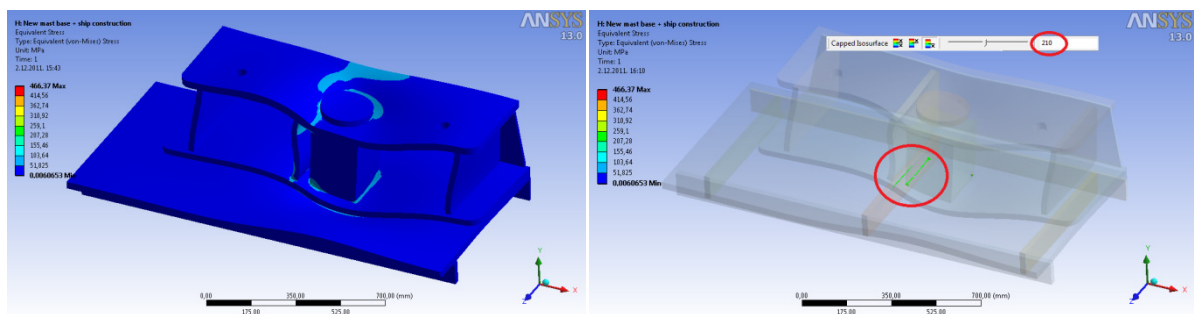 H: New mast base + ship construction
Equivalent Stress
Type: Equivalent (von-Mises) Stress
Unit: MPa
Time: 1
2.12.2011. 15:43
466,37 Max
414,56
362,74
310,92
259,1
207,28
155,46
103,64
51,825
0,0060653 Min
ANSYS
13.0
0,00
350,00
700,00 (mm)
175,00
525,00
Y
X
Z
H: New mast base + ship construction
Equivalent Stress
Type: Equivalent (von-Mises) Stress
Unit: MPa
Time: 1
2.12.2011. 16:10
466,37 Max
414,56
362,74
310,92
259,1
207,28
155,46
103,64
51,825
0,0060653 Min
ANSYS
13.0
Capped Isosurface
210
0,00
350,00
700,00 (mm)
175,00
525,00
Y
X
Z